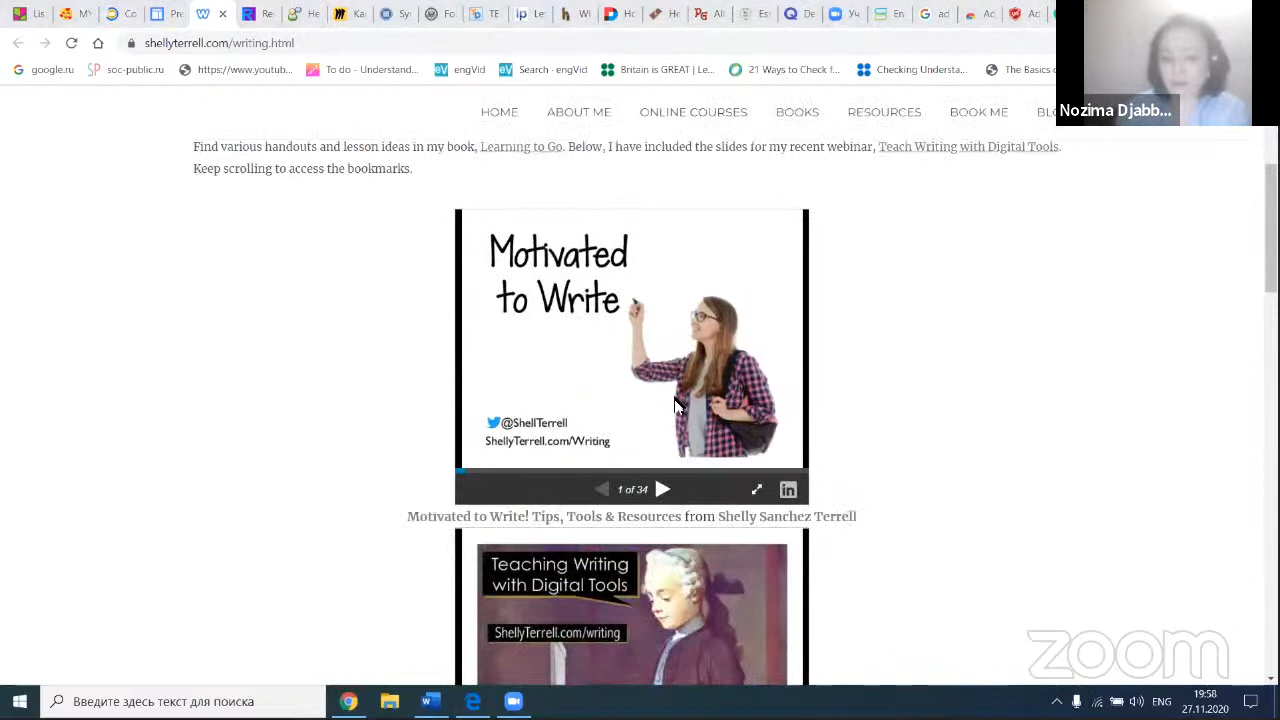 shellyterrell.com/writing.html
google.ru soc-public.ru https://www.youtub... To do - Understand... engVid Search · engVid Britain is GREAT | Le... 21 Ways to Check f... Checking Understa... The Basics o
Nozima Djabb...
HOME ABOUT ME ONLINE COURSES BOOKS RESOURCES BOOK ME BL
Find various handouts and lesson ideas in my book, Learning to Go. Below, I have included the slides for my recent webinar, Teach Writing with Digital Tools.
Keep scrolling to access the bookmarks.
Motivated
to Write
@ShellTerrell
ShellyTerrell.com/Writing
1 of 34
Motivated to Write! Tips, Tools & Resources from Shelly Sanchez Terrell
Teaching Writing
with Digital Tools
ShellyTerrell.com/writing
zoom
Введите здесь текст для поиска
ENG
19:58
27.11.2020